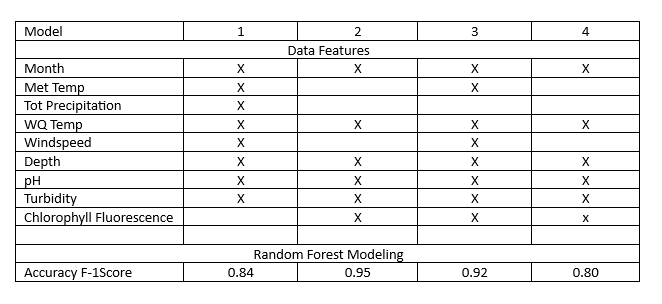 Model 1 2 3 4
Data Features
Month X X X X
Met Temp X X
Tot Precipitation X
WQ Temp X X X X
Windspeed X X
Depth X X X X
pH X X X X
Turbidity X X X X
Chlorophyll Fluorescence X X x
Random Forest Modeling
Accuracy F-1Score 0.84 0.95 0.92 0.80